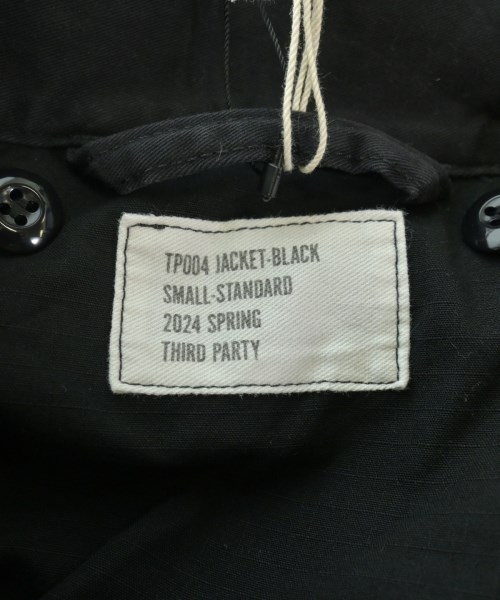 TP004 JACKET-BLACK
SMALL-STANDARD
2024 SPRING
THIRD PARTY